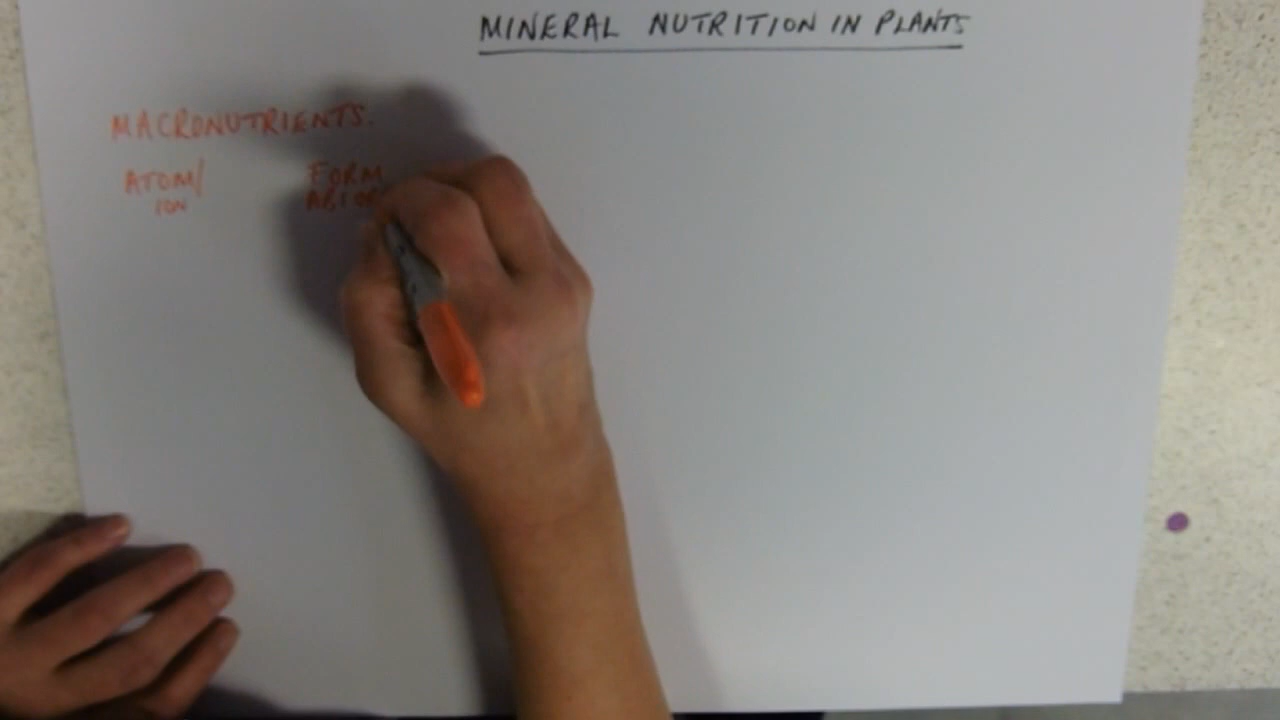 MINERAL NUTRITION IN PLANTS
MACRONUTRIENTS.
ATOM/
ION
FORM